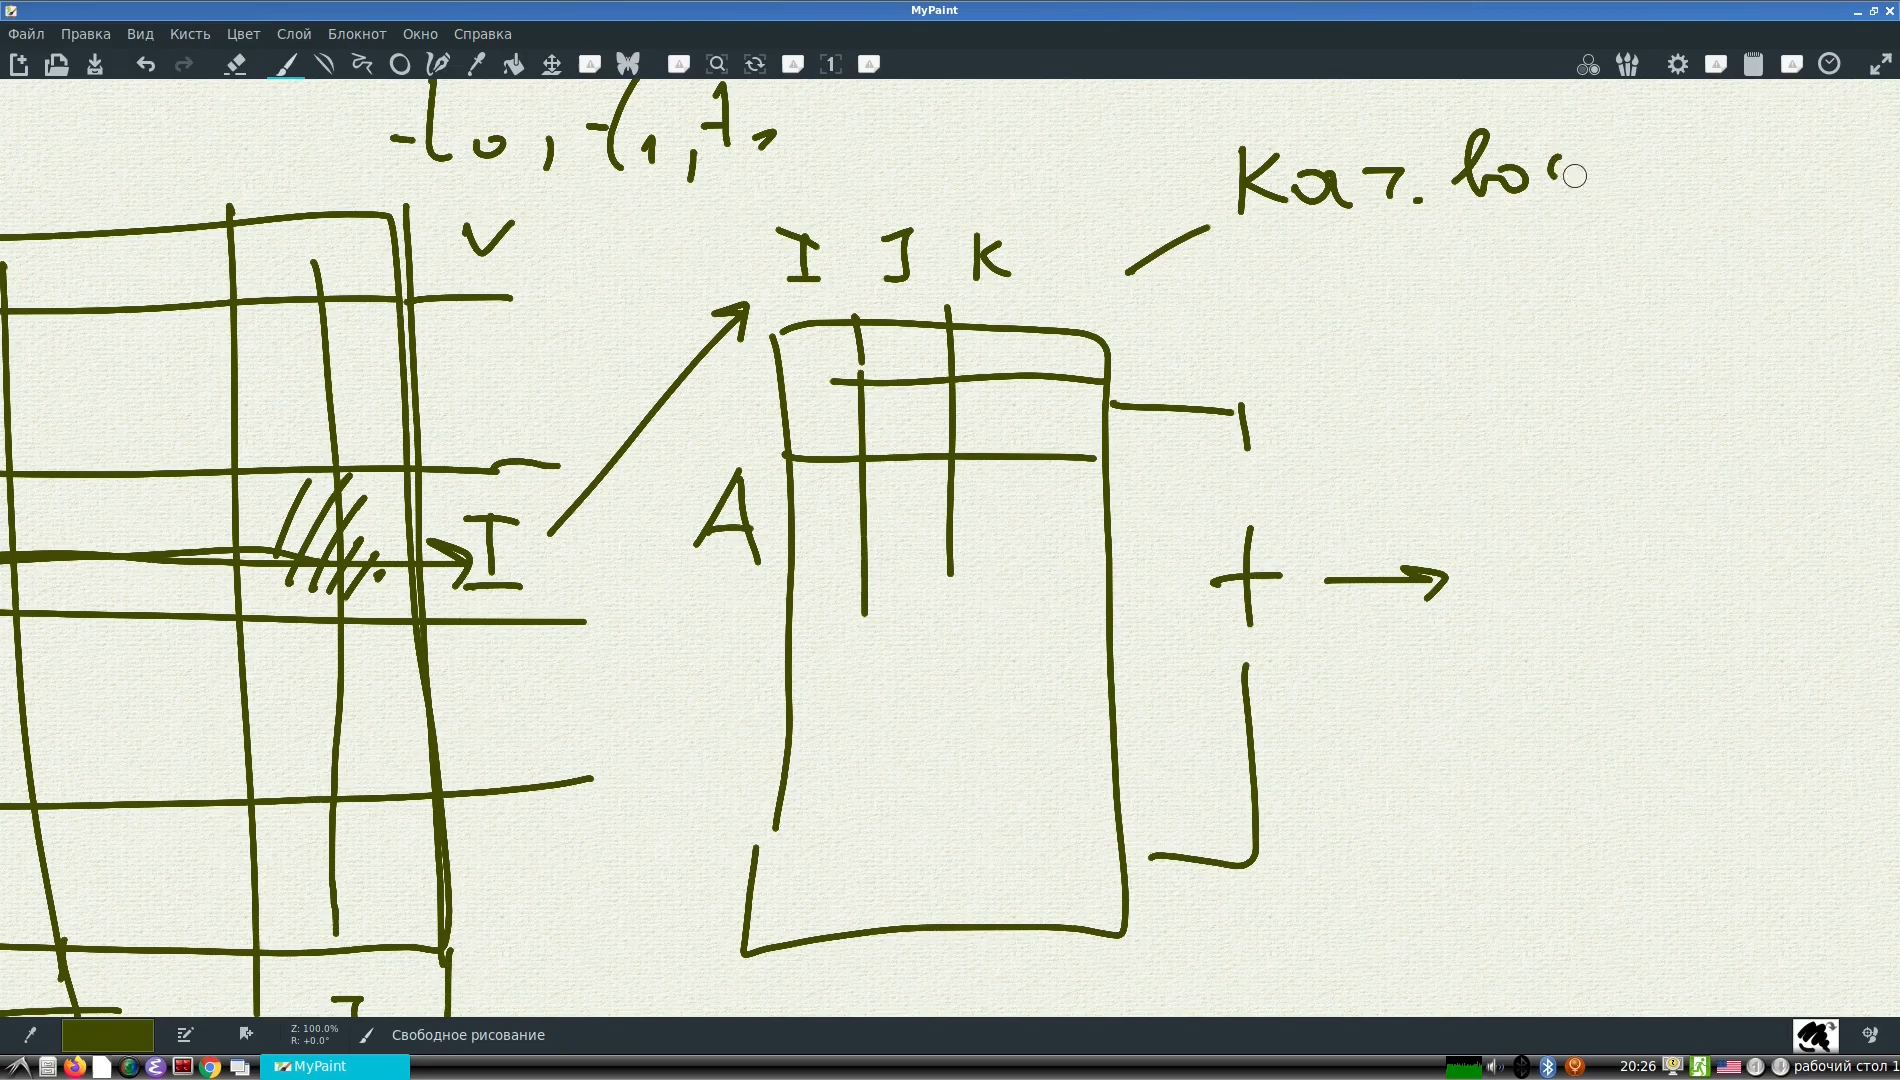 MyPaint
Файл Правка Вид Кисть Цвет Слой Блокнот Окно Справка
Кат.
V
I J K
I
A
+
Z: 100.0%
R: +0.0°
Свободное рисование
MyPaint
20:26
рабочий стол 1